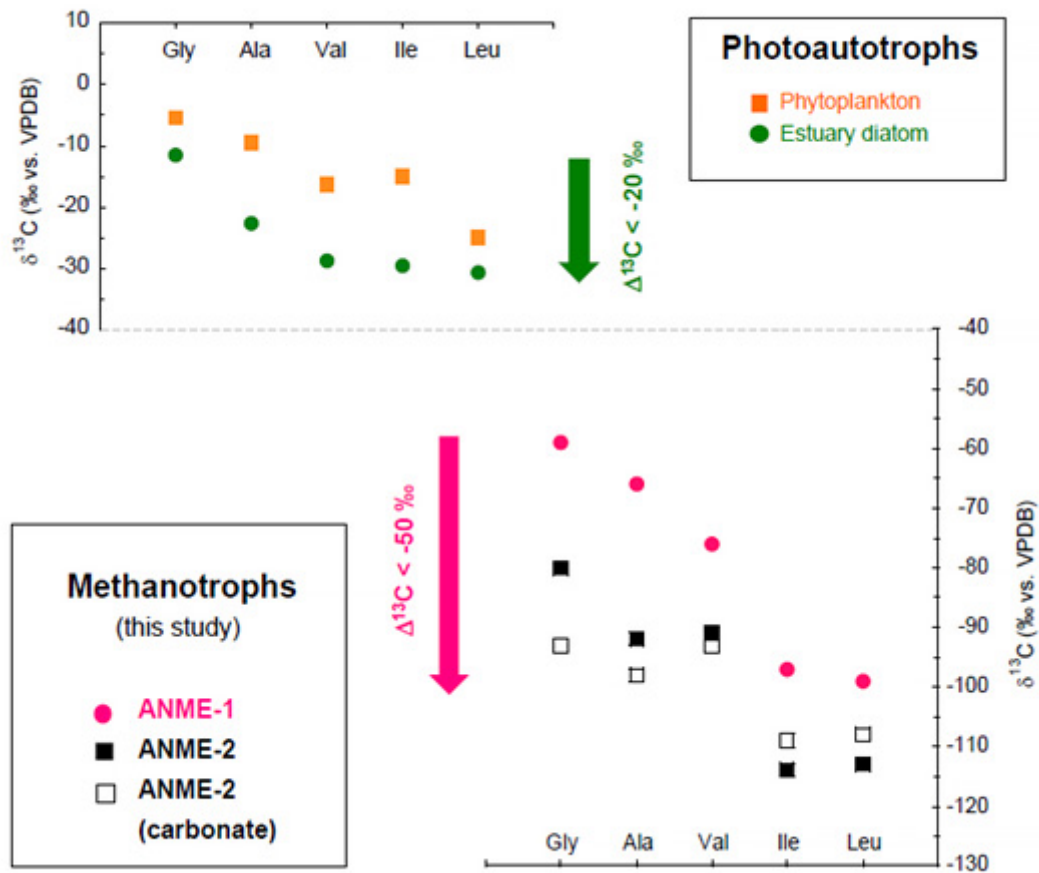 10
0
-10
-20
-30
-40
δ¹³C (‰ vs. VPDB)
Gly Ala Val Ile Leu
Δ¹³C < -20 ‰
Photoautotrophs
Phytoplankton
Estuary diatom
Methanotrophs
(this study)
ANME-1
ANME-2
ANME-2
(carbonate)
Δ¹³C < -50 ‰
-40
-50
-60
-70
-80
-90
-100
-110
-120
-130
δ¹³C (‰ vs. VPDB)
Gly Ala Val Ile Leu